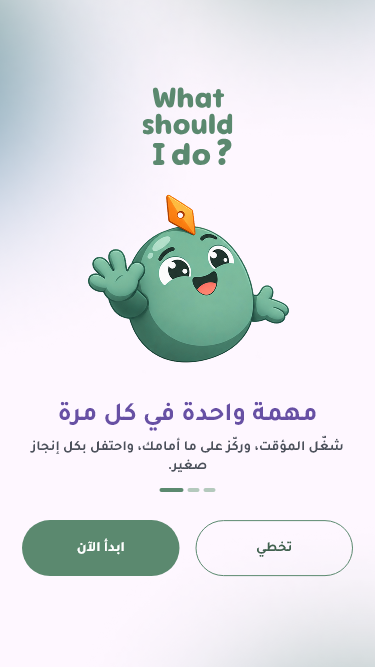 What
should
I do?
مهمة واحدة في كل مرة
شغّل المؤقت، وركّز على ما أمامك، واحتفل بكل إنجاز
صغير.
تخطي
ابدأ الآن